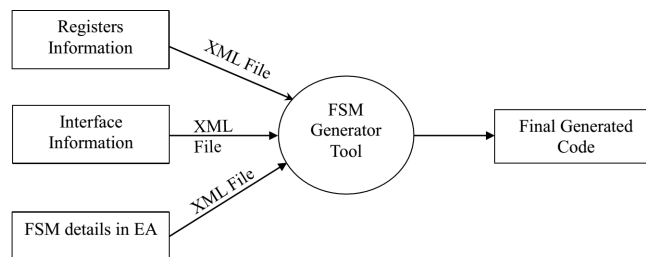 Registers
Information
XML File
Interface
Information
XML
File
FSM details in EA
XML File
FSM
Generator
Tool
Final Generated
Code